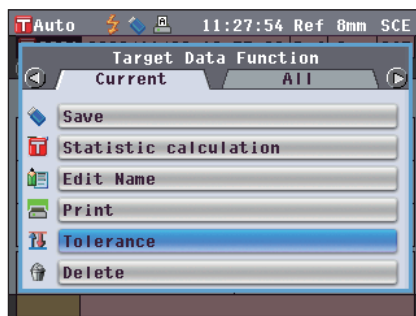 TAuto 11:27:54 Ref 8mm SCE
Target Data Function
Current All
Save
Statistic calculation
Edit Name
Print
Tolerance
Delete